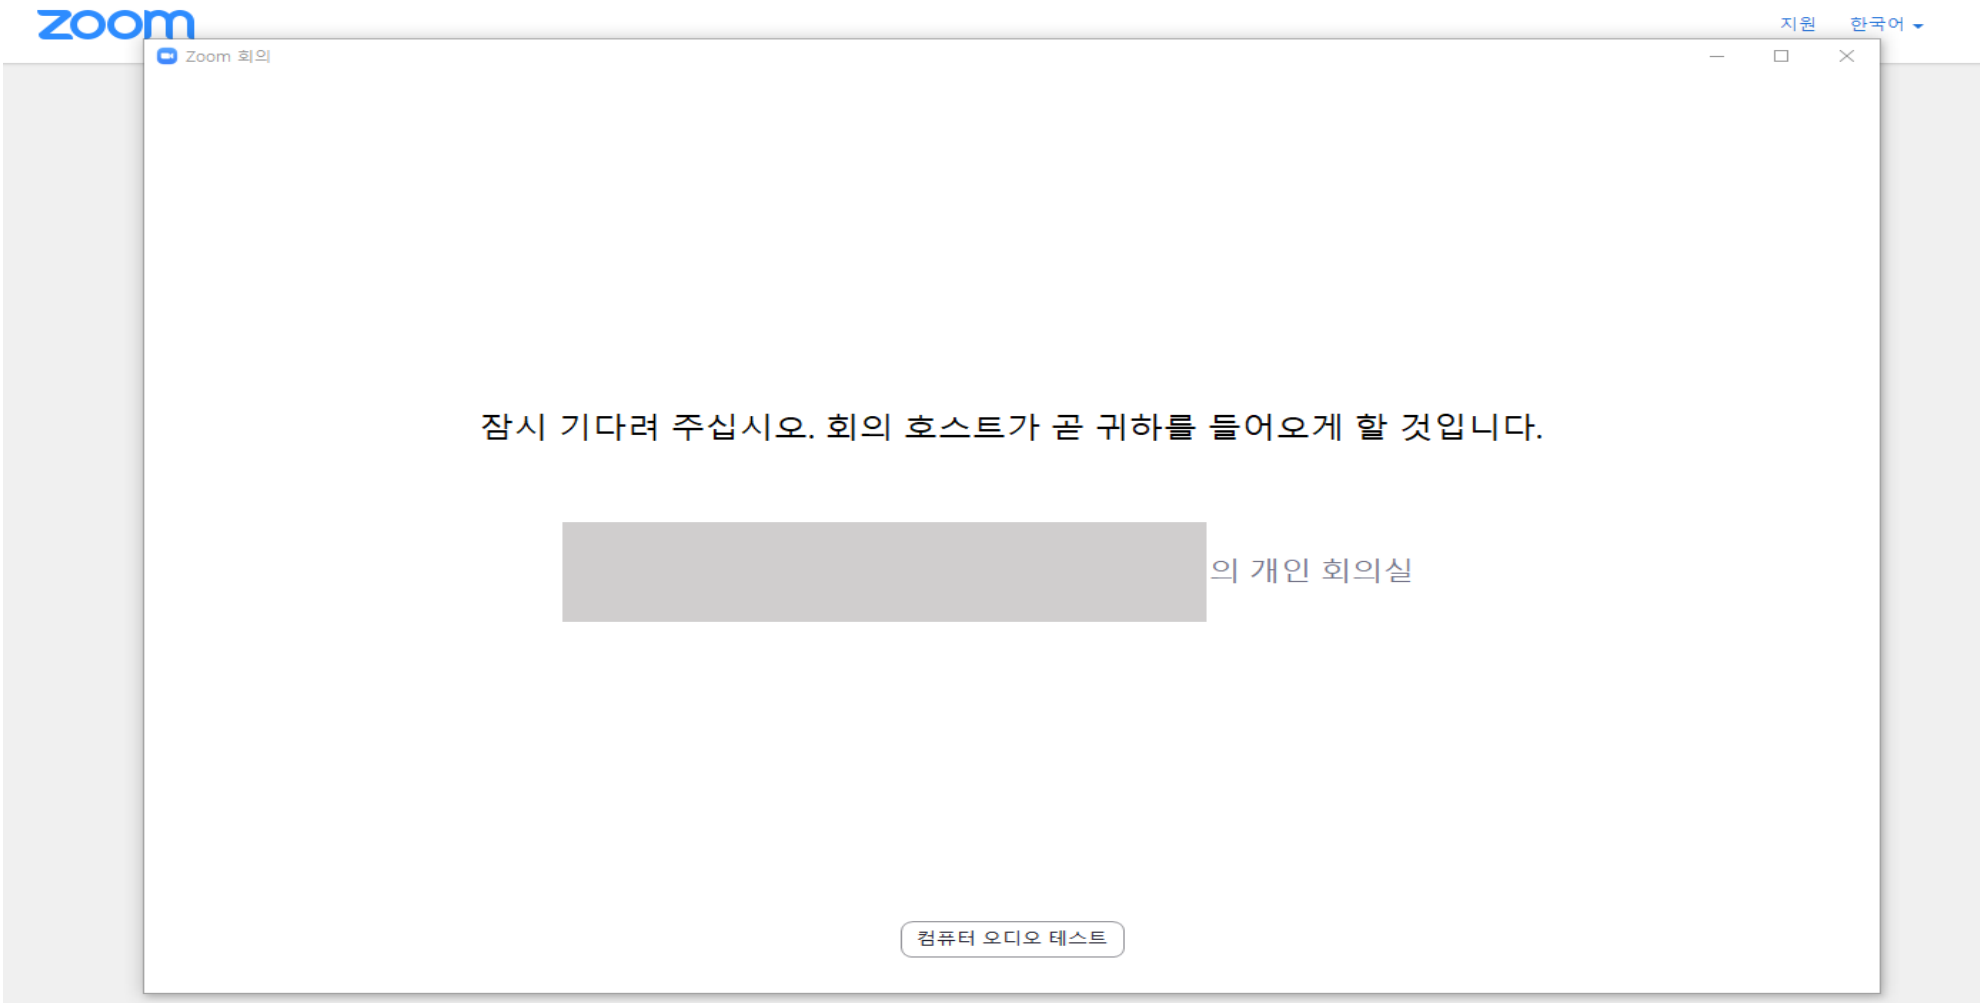 zoom
지원 한국어
Zoom 회의
잠시 기다려 주십시오. 회의 호스트가 곧 귀하를 들어오게 할 것입니다.
의 개인 회의실
컴퓨터 오디오 테스트